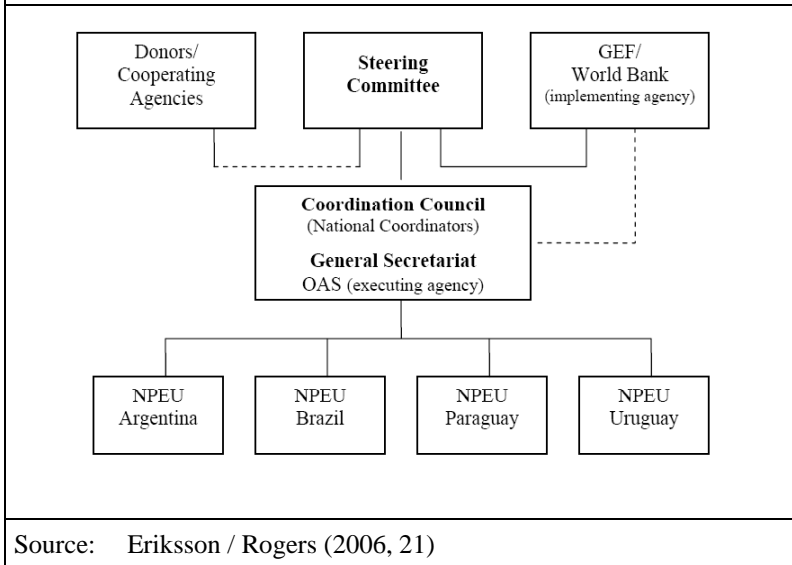 Donors/
Cooperating
Agencies
Steering
Committee
GEF/
World Bank
(implementing agency)
Coordination Council
(National Coordinators)
General Secretariat
OAS (executing agency)
NPEU
Argentina
NPEU
Brazil
NPEU
Paraguay
NPEU
Uruguay
Source: Eriksson / Rogers (2006, 21)